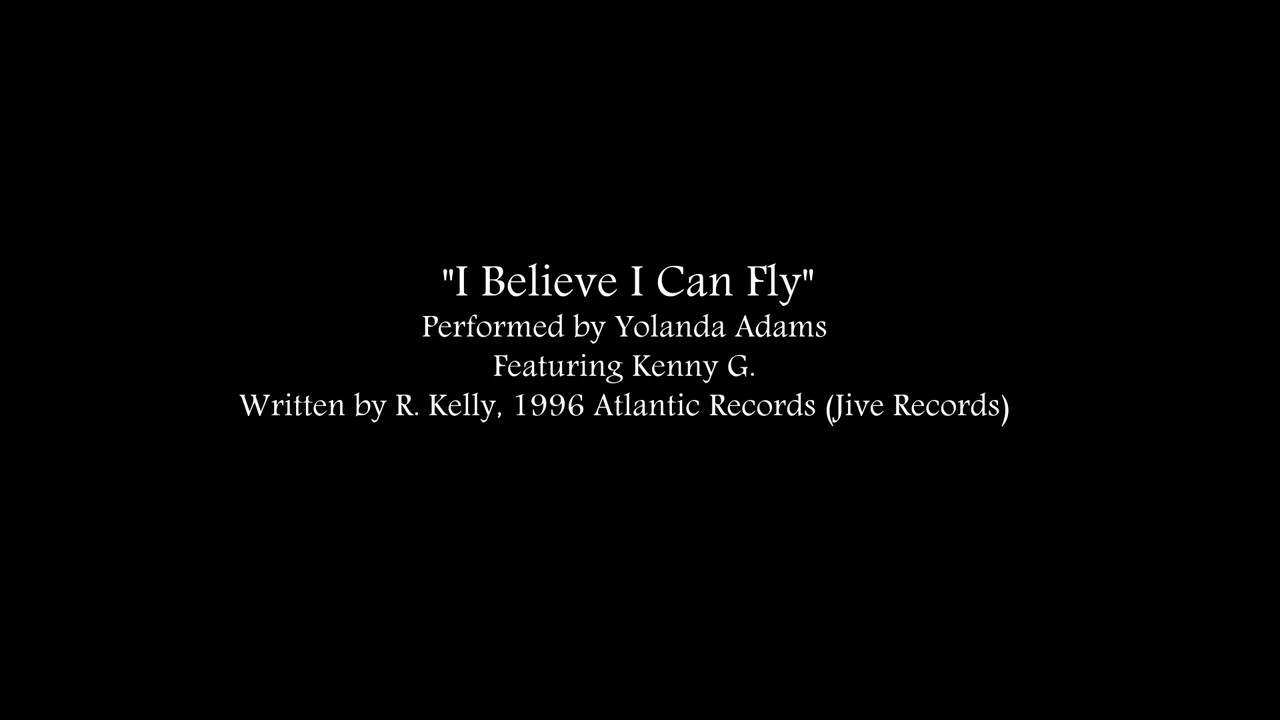 "I Believe I Can Fly"
Performed by Yolanda Adams
Featuring Kenny G.
Written by R. Kelly, 1996 Atlantic Records (Jive Records)